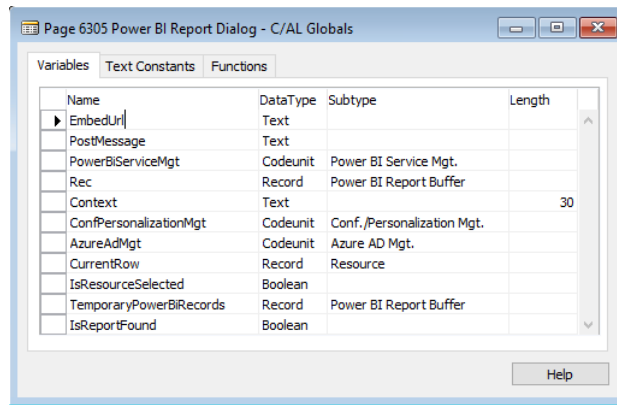 Page 6305 Power BI Report Dialog - C/AL Globals
Variables Text Constants Functions
Name DataType Subtype Length
EmbedUrl Text
PostMessage Text
PowerBiServiceMgt Codeunit Power BI Service Mgt.
Rec Record Power BI Report Buffer
Context Text 30
ConfPersonalizationMgt Codeunit Conf./Personalization Mgt.
AzureAdMgt Codeunit Azure AD Mgt.
CurrentRow Record Resource
IsResourceSelected Boolean
TemporaryPowerBiRecords Record Power BI Report Buffer
IsReportFound Boolean
Help